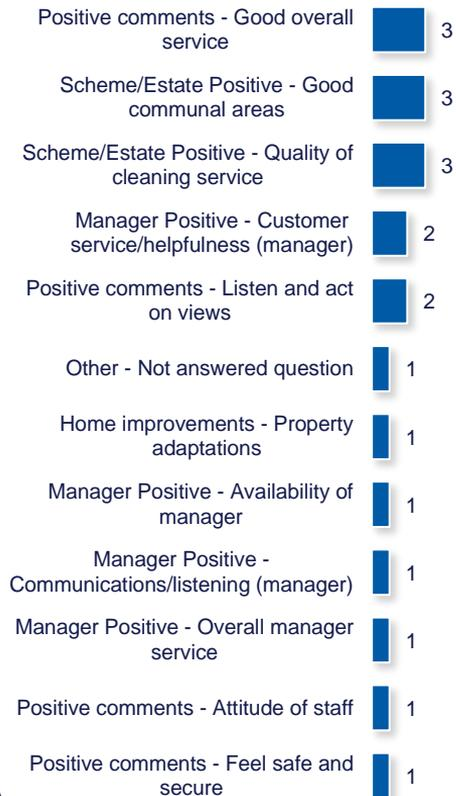 Positive comments - Good overall
service
3
Scheme/Estate Positive - Good
communal areas
3
Scheme/Estate Positive - Quality of
cleaning service
3
Manager Positive - Customer
service/helpfulness (manager)
2
Positive comments - Listen and act
on views
2
Other - Not answered question
1
Home improvements - Property
adaptations
1
Manager Positive - Availability of
manager
1
Manager Positive -
Communications/listening (manager)
1
Manager Positive - Overall manager
service
1
Positive comments - Attitude of staff
1
Positive comments - Feel safe and
secure
1